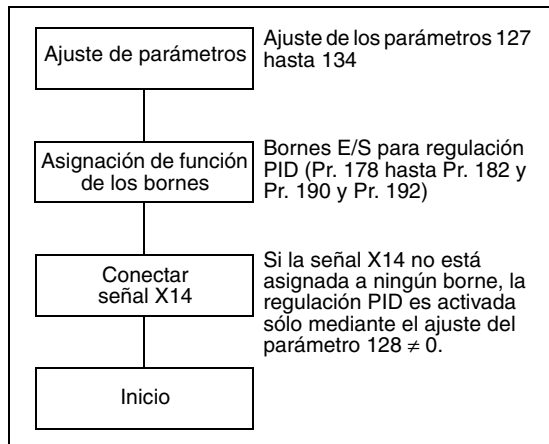 Ajuste de parámetros
Ajuste de los parámetros 127
hasta 134
Asignación de función
de los bornes
Bornes E/S para regulación
PID (Pr. 178 hasta Pr. 182 y
Pr. 190 y Pr. 192)
Conectar
señal X14
Si la señal X14 no está
asignada a ningún borne, la
regulación PID es activada
sólo mediante el ajuste del
parámetro 128 ≠ 0.
Inicio